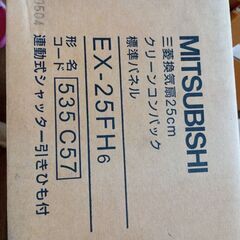 MITSUBISHI
三菱換気扇25cm
クリーンコンパック
標準パネル
EX-25FH6
形名 535C57
コード
連動式シャッター引きひも付
0504